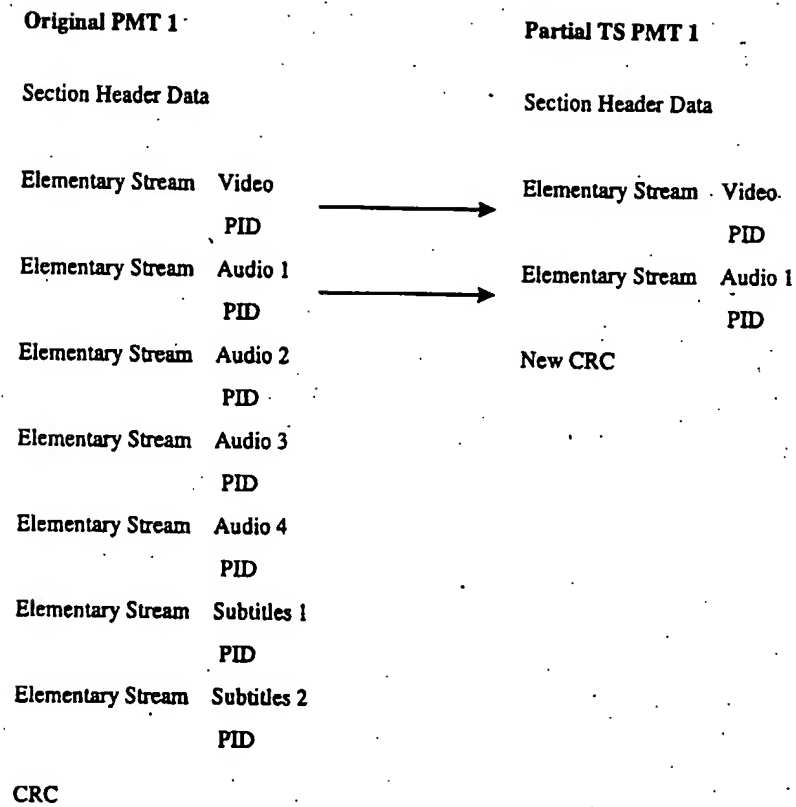 Original PMT 1
Section Header Data
Elementary Stream Video
PID
Elementary Stream Audio 1
PID
Elementary Stream Audio 2
PID
Elementary Stream Audio 3
PID
Elementary Stream Audio 4
PID
Elementary Stream Subtitles 1
PID
Elementary Stream Subtitles 2
PID
CRC
Partial TS PMT 1
Section Header Data
Elementary Stream Video
PID
Elementary Stream Audio 1
PID
New CRC